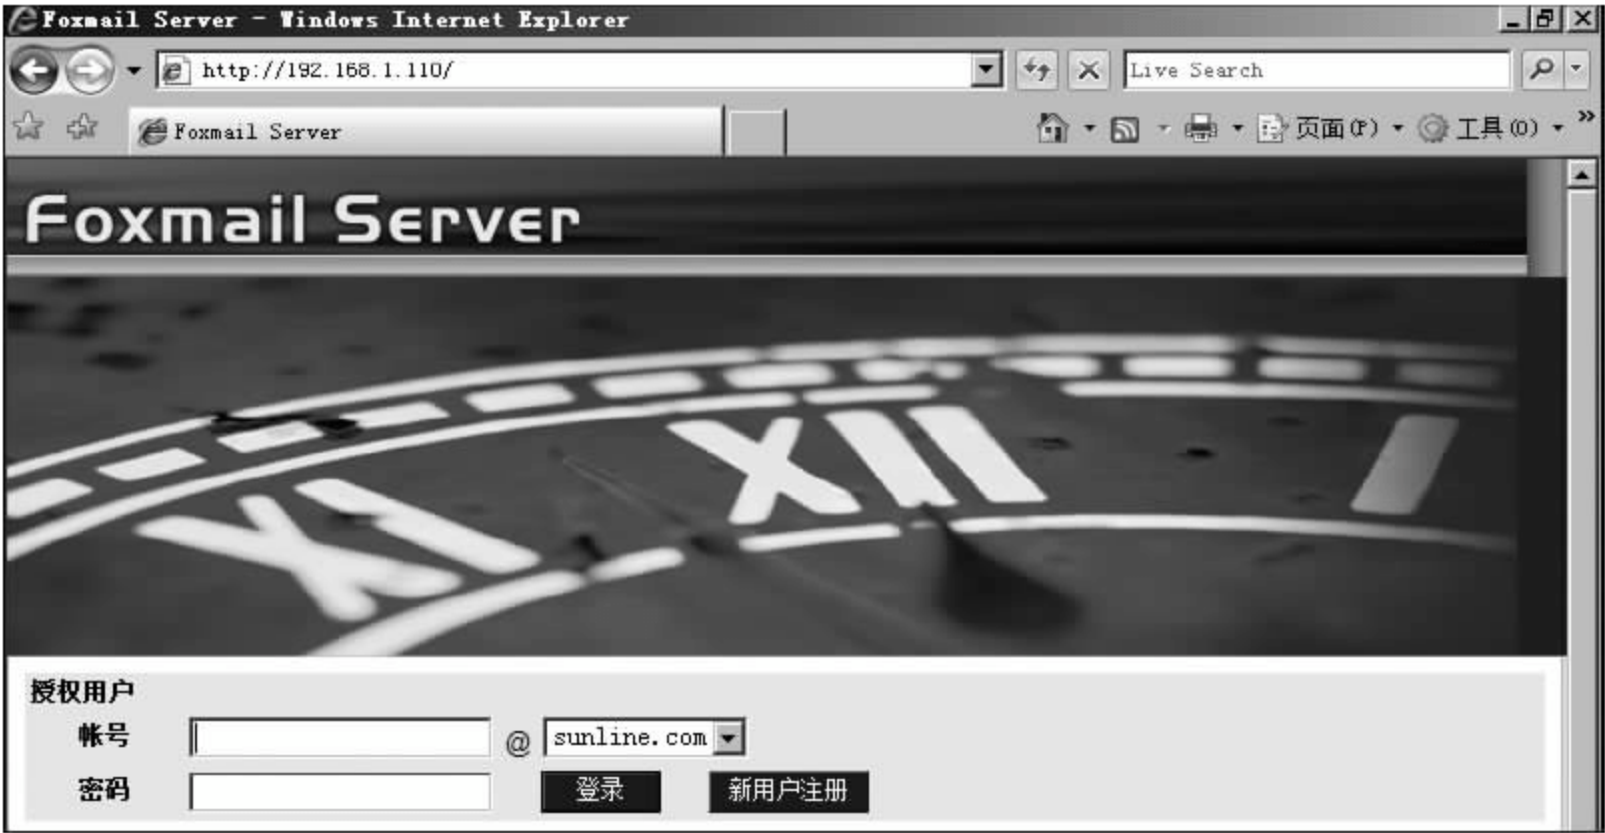 Foxmail Server - Windows Internet Explorer
http://192.168.1.110/
Live Search
Foxmail Server
页面(P)
工具(O)
Foxmail Server
XI
XII
I
授权用户
帐号 @ sunline.com
密码 登录 新用户注册